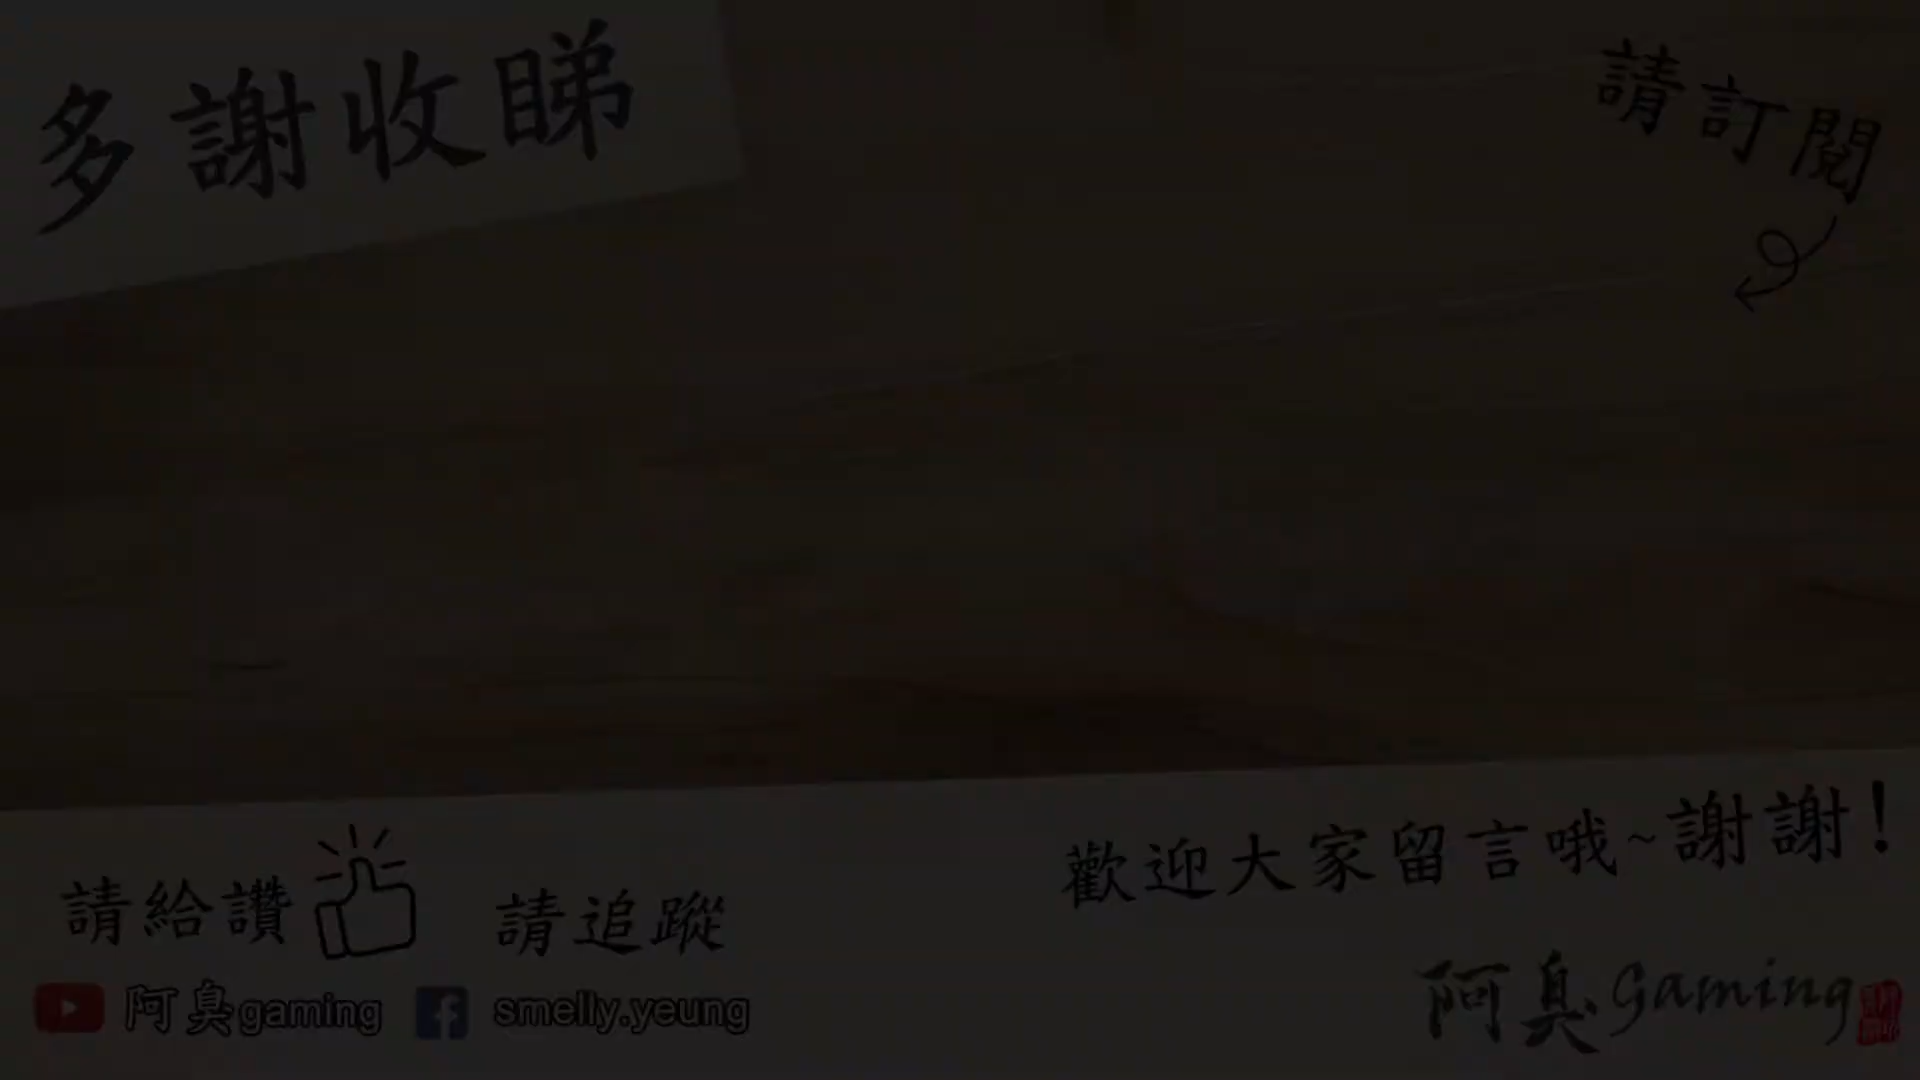 多謝收睇
請訂閱
歡迎大家留言哦~謝謝!
請給讚
請追蹤
阿臭gaming
smelly.yeung
阿臭Gaming